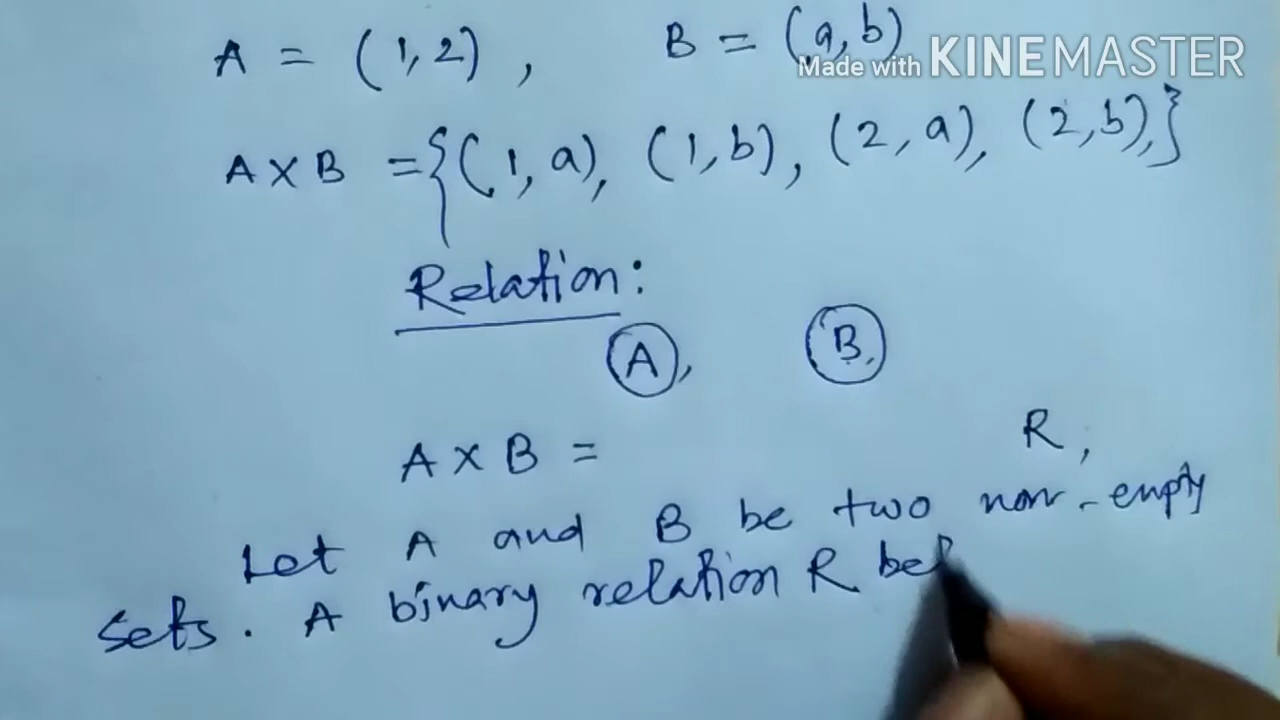 A = (1,2), B = (a,b)
Made with KINEMASTER
A X B = {(1,a), (1,b), (2,a), (2,b),}
Relation:
A, B.
A X B = R,
Let A and B be two non-empty
sets. A binary relation R bet